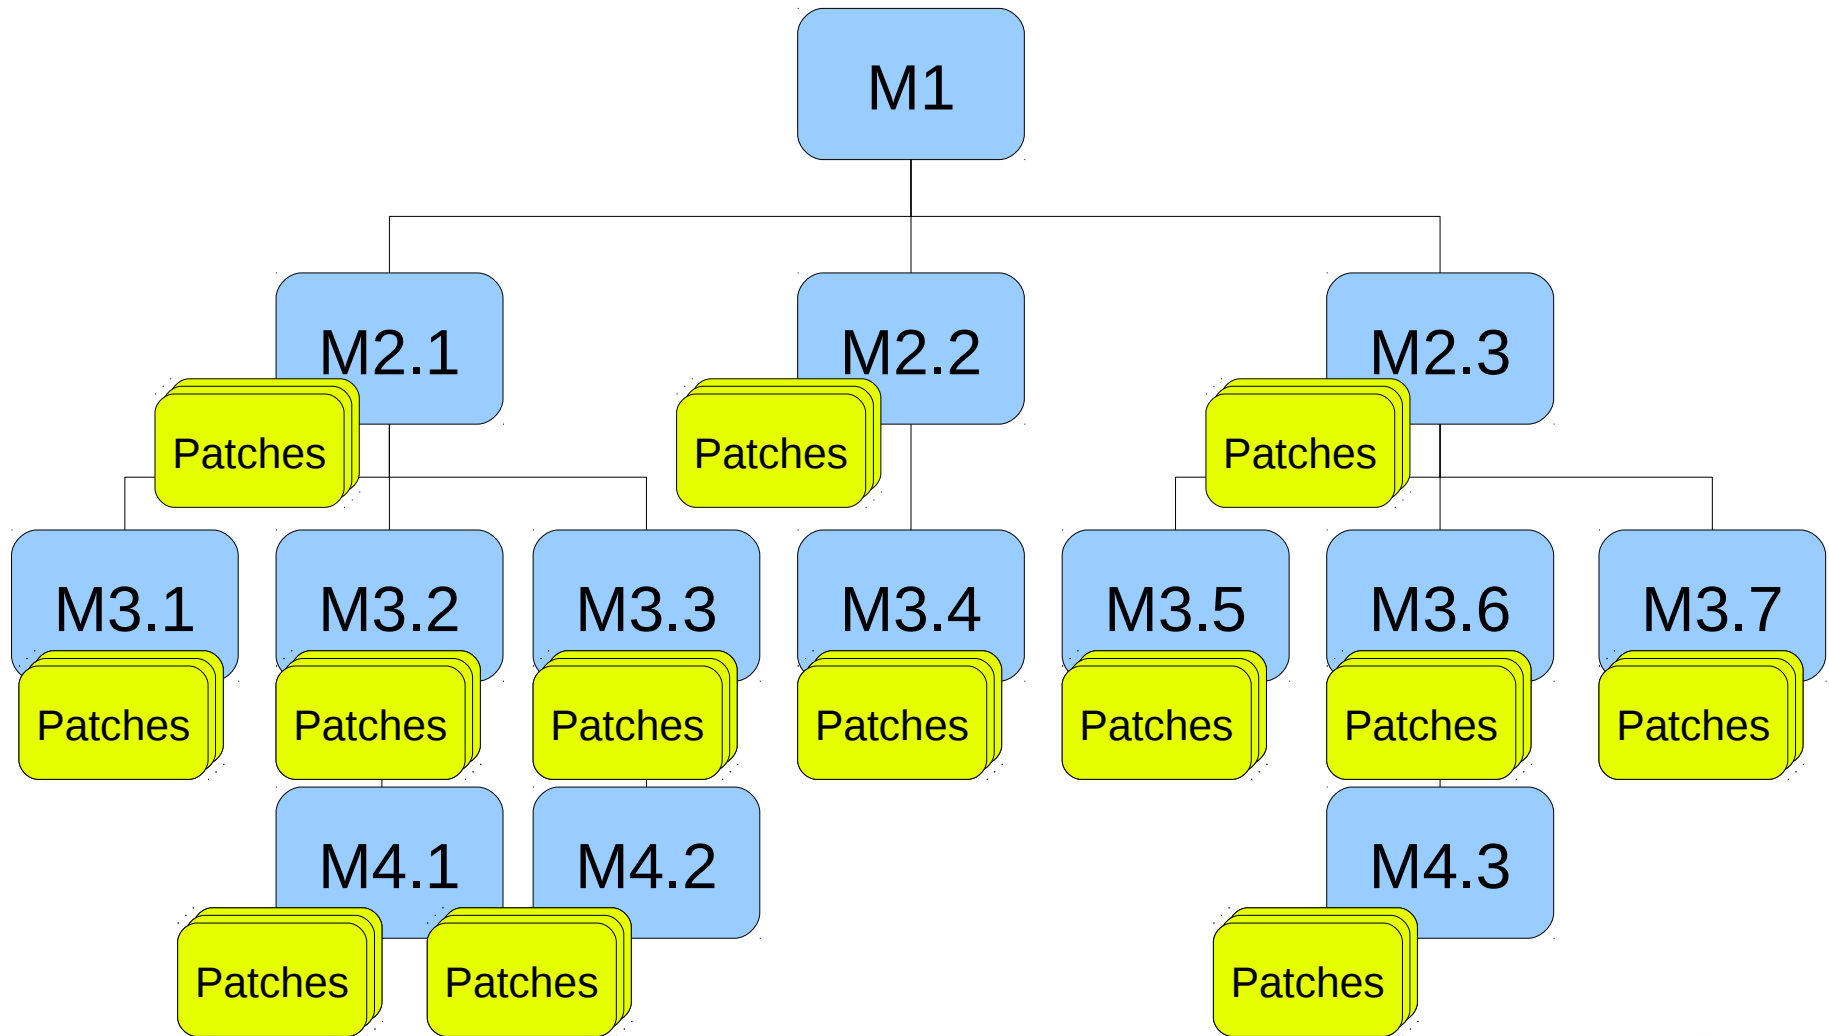 M1
M2.1
M2.2
M2.3
Patches
Patches
Patches
M3.1
M3.2
M3.3
M3.4
M3.5
M3.6
M3.7
Patches
Patches
Patches
Patches
Patches
Patches
Patches
M4.1
M4.2
M4.3
Patches
Patches
Patches